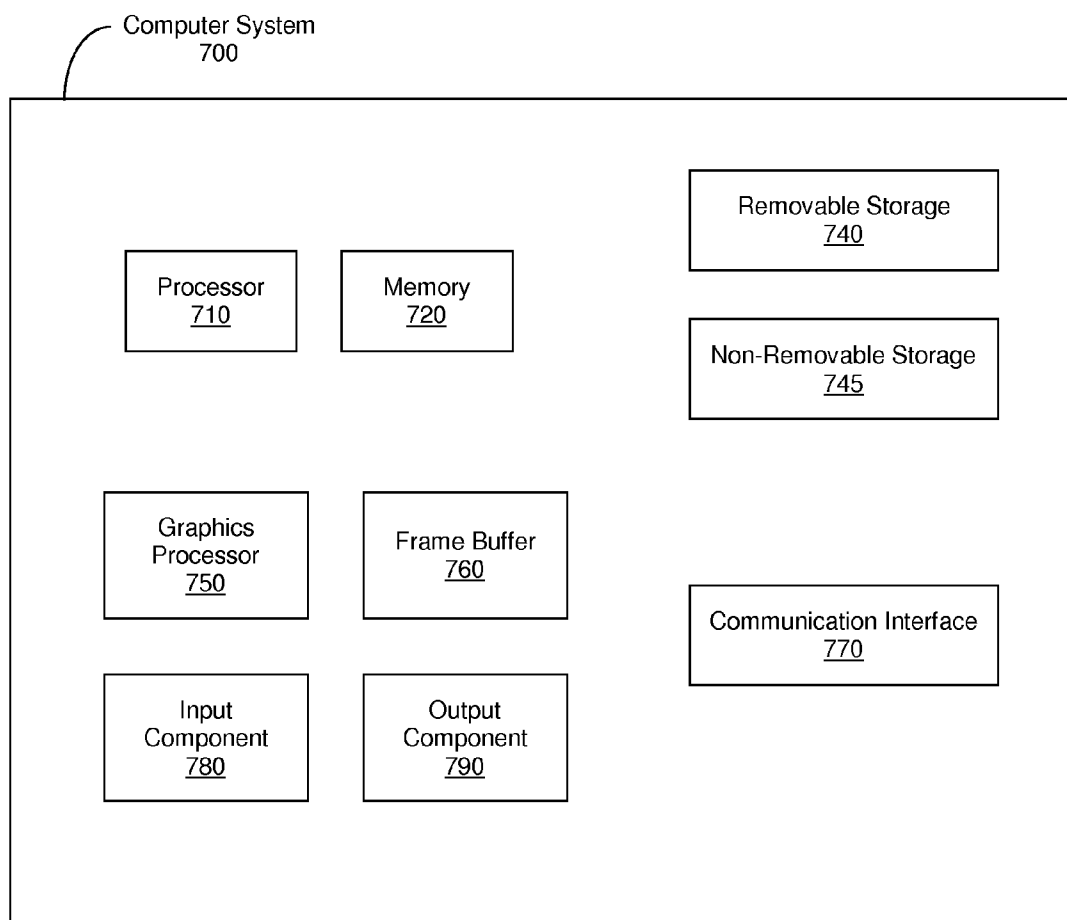 Computer System
700
Removable Storage
740
Processor
710
Memory
720
Non-Removable Storage
745
Graphics
Processor
750
Frame Buffer
760
Communication Interface
770
Input
Component
780
Output
Component
790